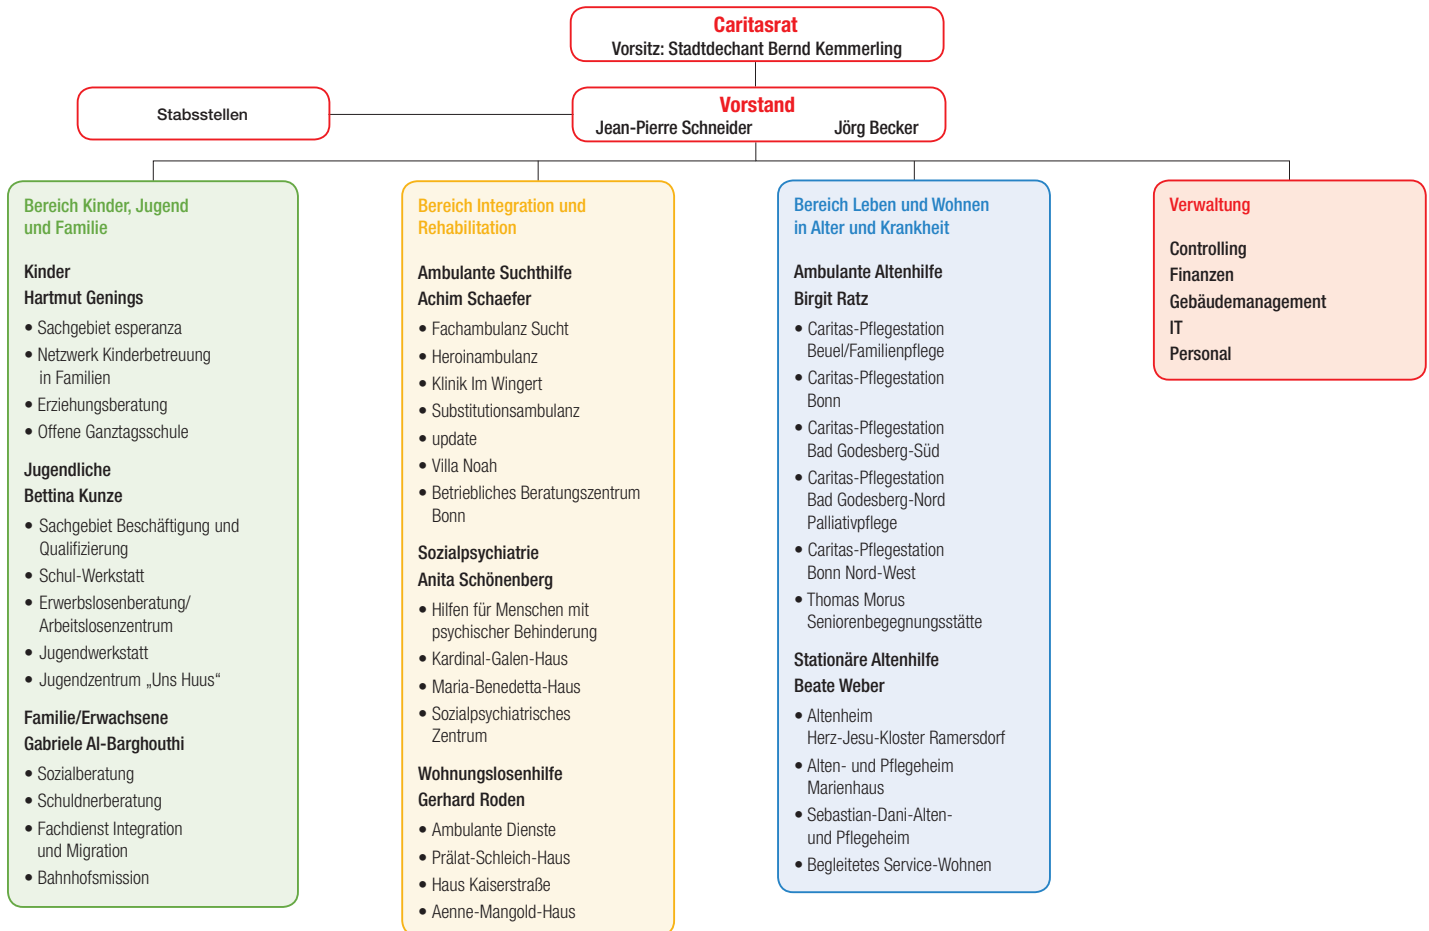 Caritasrat
Vorsitz: Stadtdechant Bernd Kemmerling
Stabsstellen
Vorstand
Jean-Pierre Schneider Jörg Becker
Bereich Kinder, Jugend
und Familie
Kinder
Hartmut Genings
• Sachgebiet esperanza
• Netzwerk Kinderbetreuung
in Familien
• Erziehungsberatung
• Offene Ganztagsschule
Jugendliche
Bettina Kunze
• Sachgebiet Beschäftigung und
Qualifizierung
• Schul-Werkstatt
• Erwerbslosenberatung/
Arbeitslosenzentrum
• Jugendwerkstatt
• Jugendzentrum „Uns Huus“
Familie/Erwachsene
Gabriele Al-Barghouthi
• Sozialberatung
• Schuldnerberatung
• Fachdienst Integration
und Migration
• Bahnhofsmission
Bereich Integration und
Rehabilitation
Ambulante Suchthilfe
Achim Schaefer
• Fachambulanz Sucht
• Heroinambulanz
• Klinik Im Wingert
• Substitutionsambulanz
• update
• Villa Noah
• Betriebliches Beratungszentrum
Bonn
Sozialpsychiatrie
Anita Schönenberg
• Hilfen für Menschen mit
psychischer Behinderung
• Kardinal-Galen-Haus
• Maria-Benedetta-Haus
• Sozialpsychiatrisches
Zentrum
Wohnungslosenhilfe
Gerhard Roden
• Ambulante Dienste
• Prälat-Schleich-Haus
• Haus Kaiserstraße
• Aenne-Mangold-Haus
Bereich Leben und Wohnen
in Alter und Krankheit
Ambulante Altenhilfe
Birgit Ratz
• Caritas-Pflegestation
Beuel/Familienpflege
• Caritas-Pflegestation
Bonn
• Caritas-Pflegestation
Bad Godesberg-Süd
• Caritas-Pflegestation
Bad Godesberg-Nord
Palliativpflege
• Caritas-Pflegestation
Bonn Nord-West
• Thomas Morus
Seniorenbegegnungsstätte
Stationäre Altenhilfe
Beate Weber
• Altenheim
Herz-Jesu-Kloster Ramersdorf
• Alten- und Pflegeheim
Marienhaus
• Sebastian-Dani-Alten-
und Pflegeheim
• Begleitetes Service-Wohnen
Verwaltung
Controlling
Finanzen
Gebäudemanagement
IT
Personal